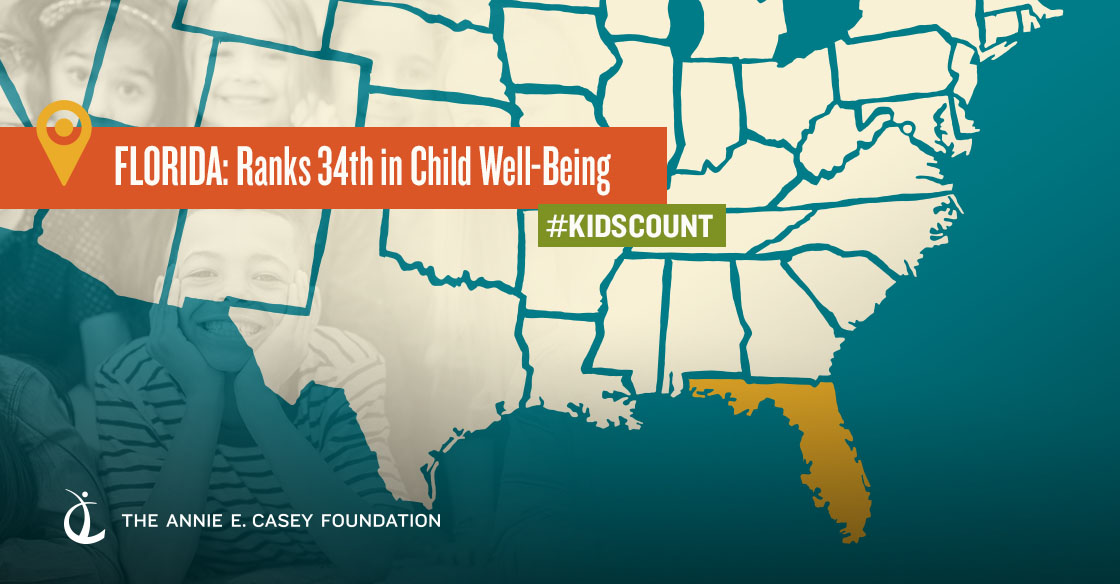 FLORIDA: Ranks 34th in Child Well-Being
#KIDSCOUNT
THE ANNIE E. CASEY FOUNDATION